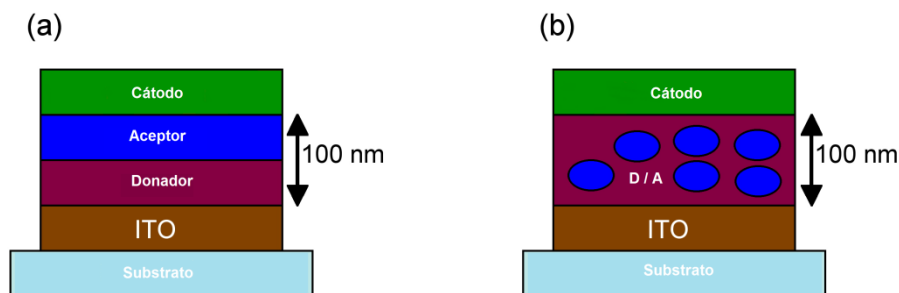 (a)
Cátodo
Aceptor
Donador
100 nm
ITO
Substrato
(b)
Cátodo
D / A
100 nm
ITO
Substrato